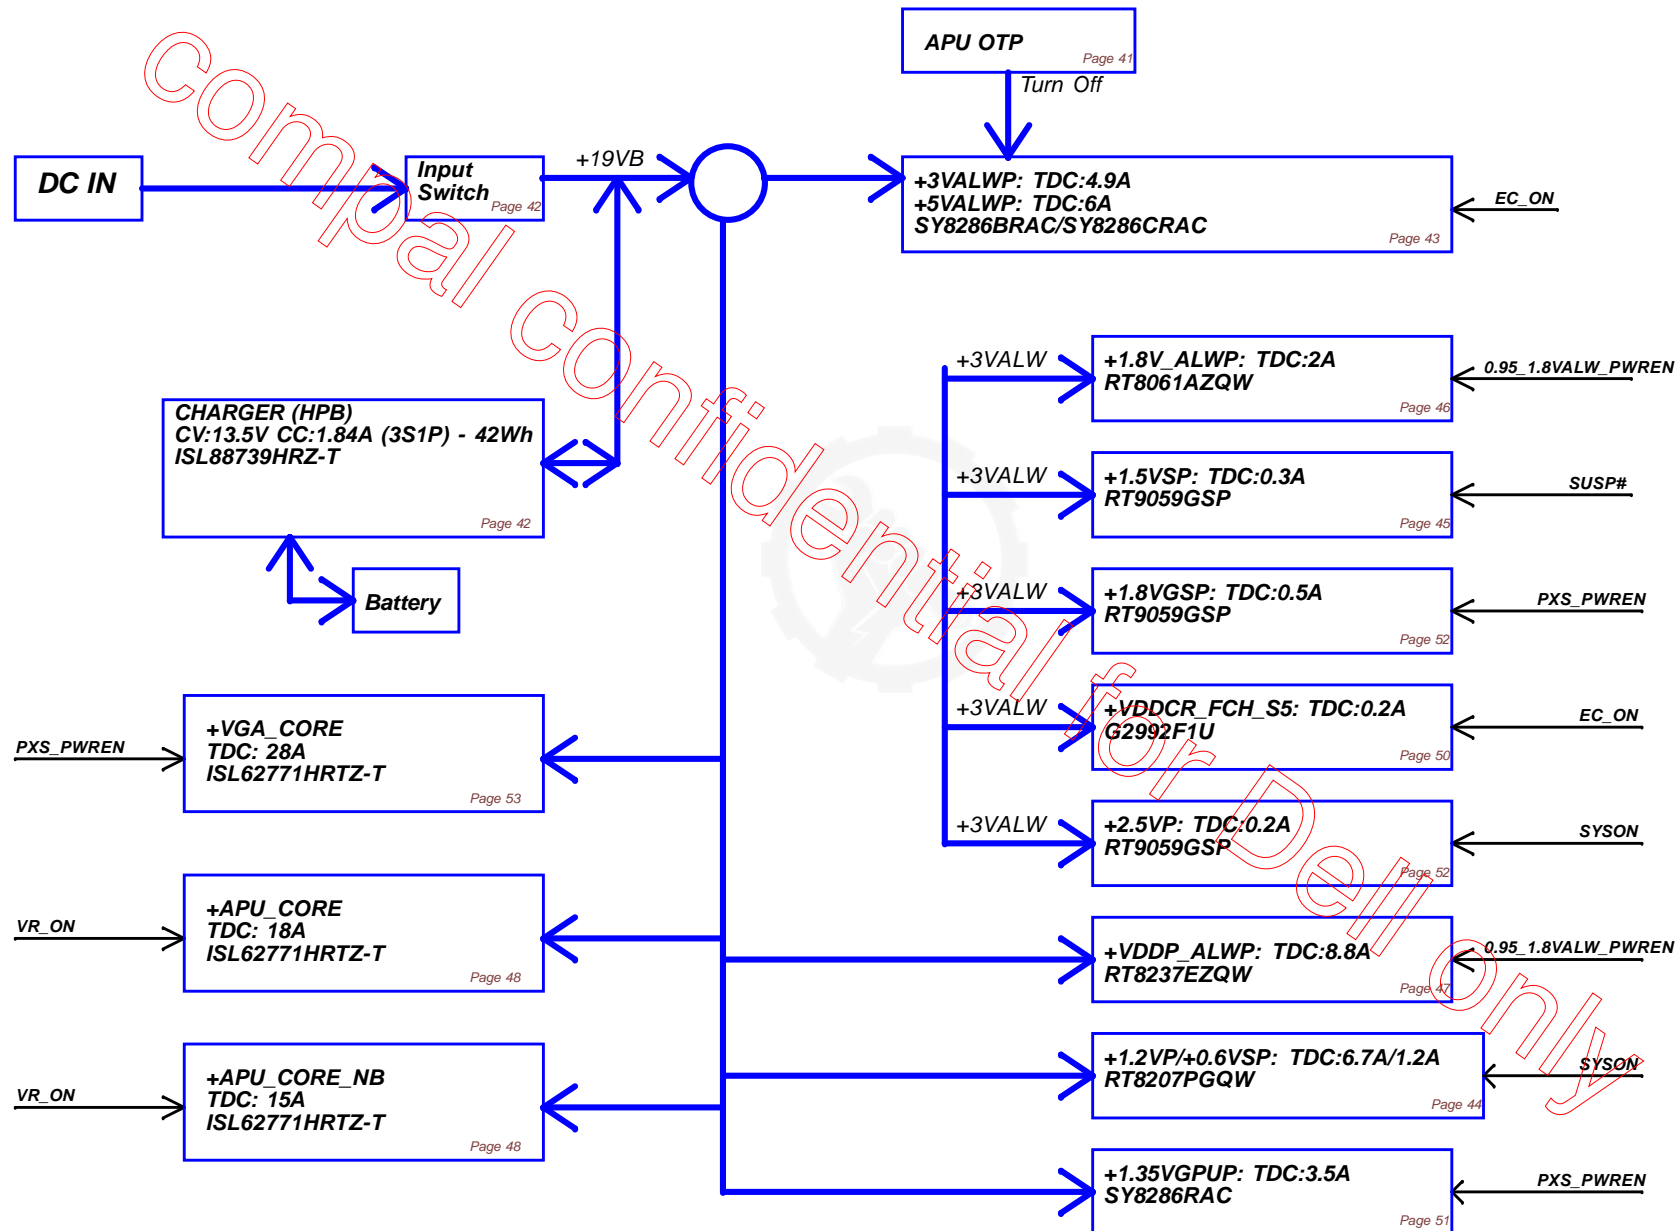 APU OTP
Page 41
Turn Off
DC IN
Input
Switch
Page 42
+19VB
+3VALWP: TDC:4.9A
+5VALWP: TDC:6A
SY8286BRAC/SY8286CRAC
Page 43
EC_ON
CHARGER (HPB)
CV:13.5V CC:1.84A (3S1P) - 42Wh
ISL88739HRZ-T
Page 42
Battery
+3VALW
+1.8V_ALWP: TDC:2A
RT8061AZQW
Page 46
0.95_1.8VALW_PWREN
+3VALW
+1.5VSP: TDC:0.3A
RT9059GSP
Page 45
SUSP#
+3VALW
+1.8VGSP: TDC:0.5A
RT9059GSP
Page 52
PXS_PWREN
+3VALW
+VDDCR_FCH_S5: TDC:0.2A
G2992F1U
Page 50
EC_ON
+3VALW
+2.5VP: TDC:0.2A
RT9059GSP
Page 52
SYSON
PXS_PWREN
+VGA_CORE
TDC: 28A
ISL62771HRTZ-T
Page 53
VR_ON
+APU_CORE
TDC: 18A
ISL62771HRTZ-T
Page 48
VR_ON
+APU_CORE_NB
TDC: 15A
ISL62771HRTZ-T
Page 48
+VDDP_ALWP: TDC:8.8A
RT8237EZQW
Page 47
0.95_1.8VALW_PWREN
+1.2VP/+0.6VSP: TDC:6.7A/1.2A
RT8207PGQW
Page 44
SYSON
+1.35VGPUP: TDC:3.5A
SY8286RAC
Page 51
PXS_PWREN
compal confidential for Dell only